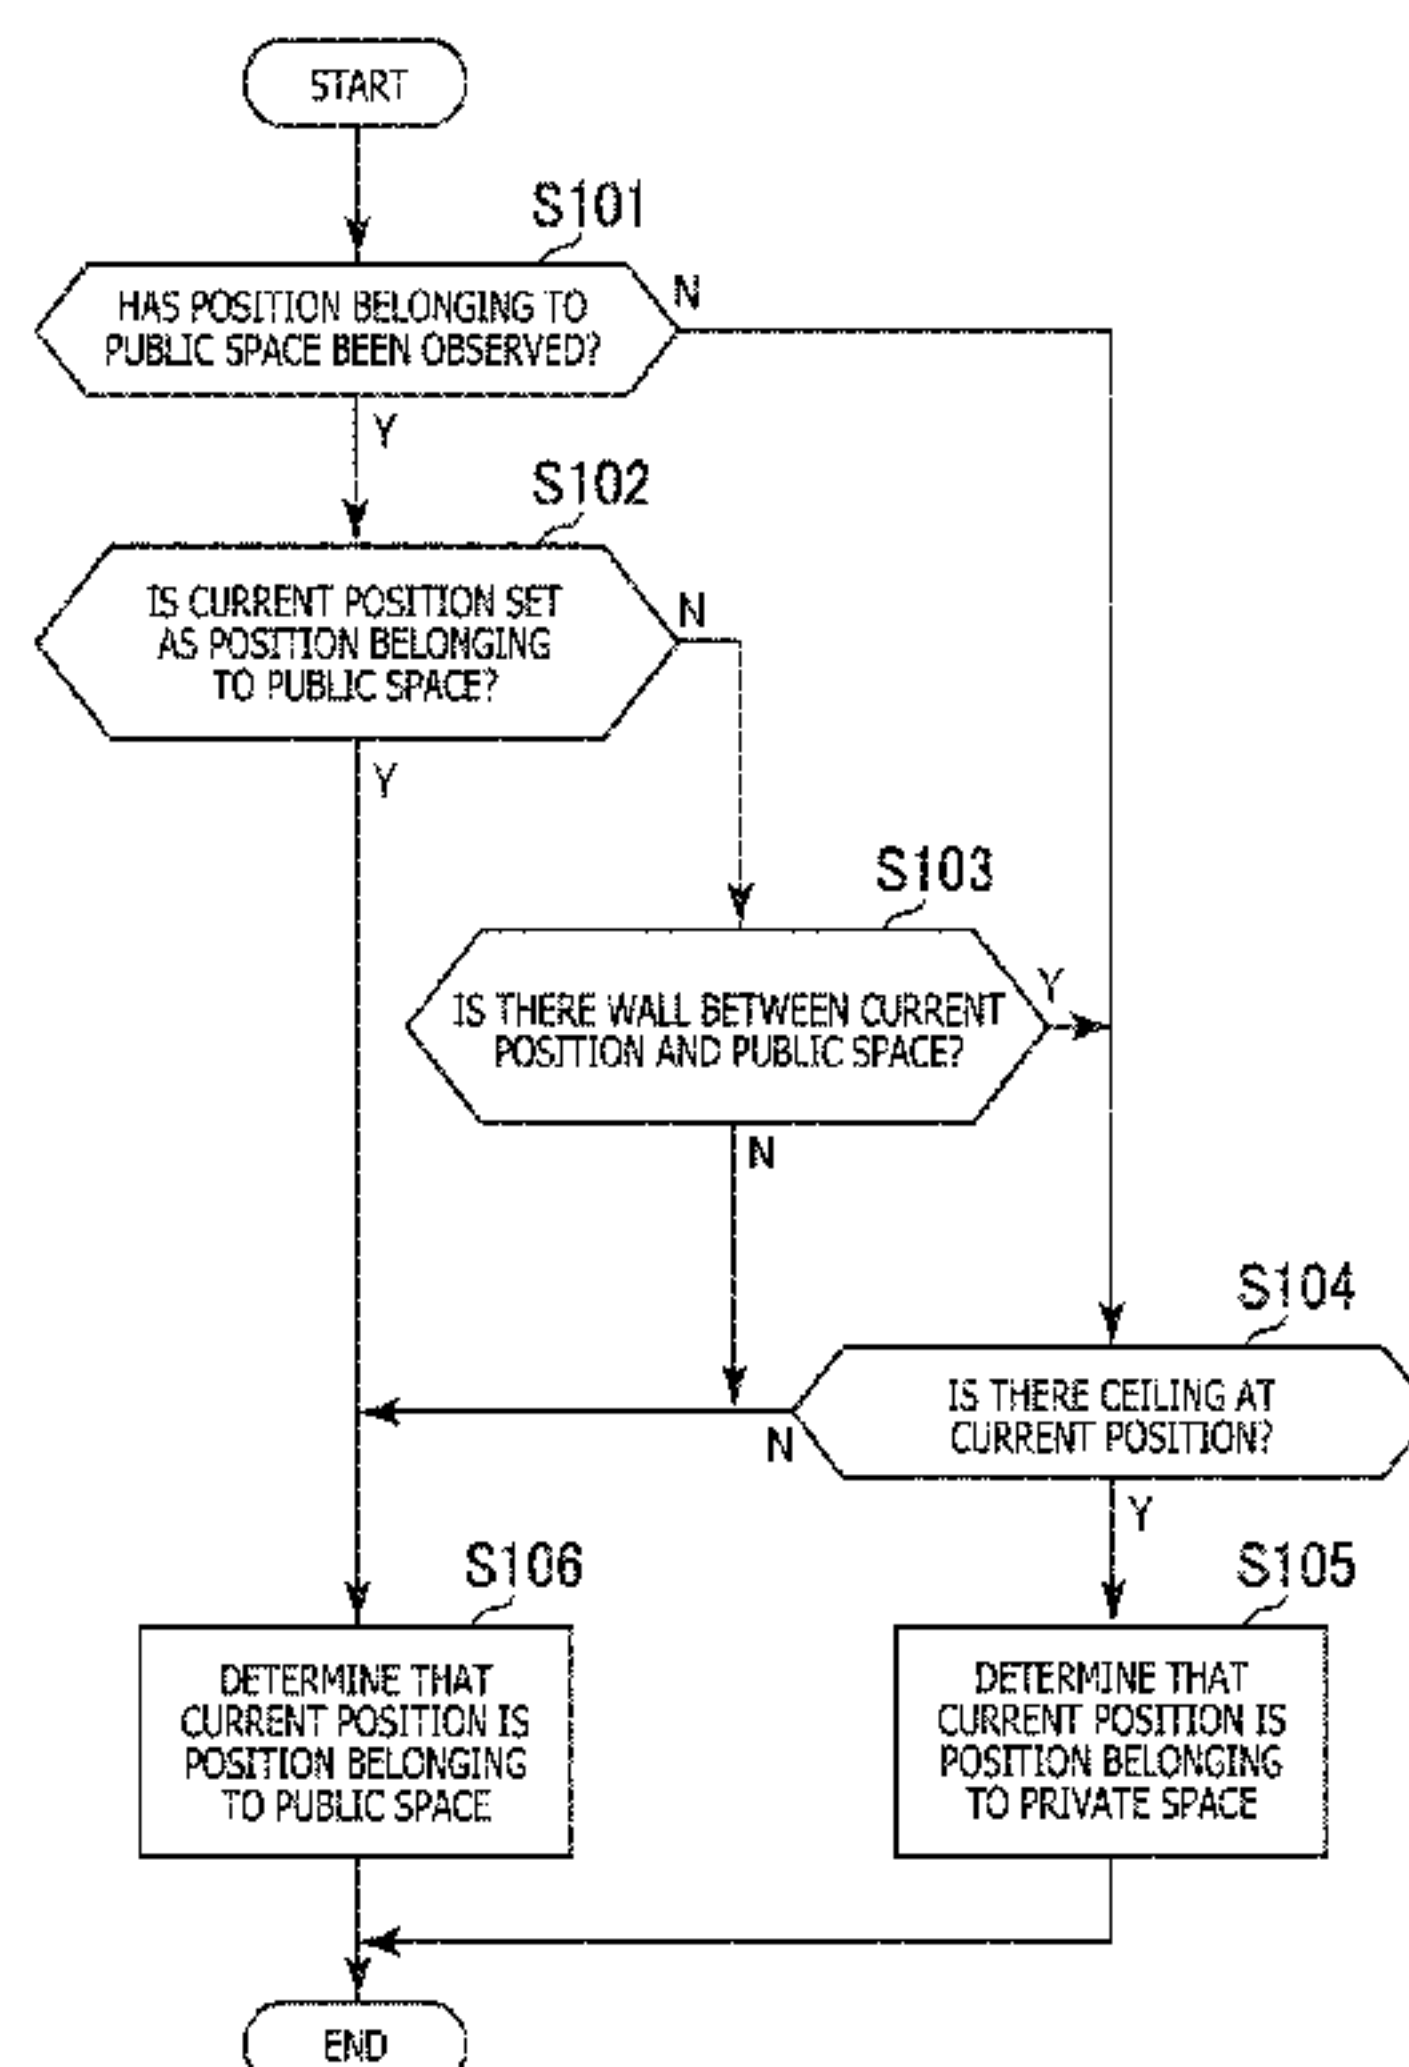 START
S101
HAS POSITION BELONGING TO
PUBLIC SPACE BEEN OBSERVED?
N
Y
S102
IS CURRENT POSITION SET
AS POSITION BELONGING
TO PUBLIC SPACE?
N
Y
S103
IS THERE WALL BETWEEN CURRENT
POSITION AND PUBLIC SPACE?
Y
N
S104
IS THERE CEILING AT
CURRENT POSITION?
N
Y
S106
DETERMINE THAT
CURRENT POSITION IS
POSITION BELONGING
TO PUBLIC SPACE
S105
DETERMINE THAT
CURRENT POSITION IS
POSITION BELONGING
TO PRIVATE SPACE
END